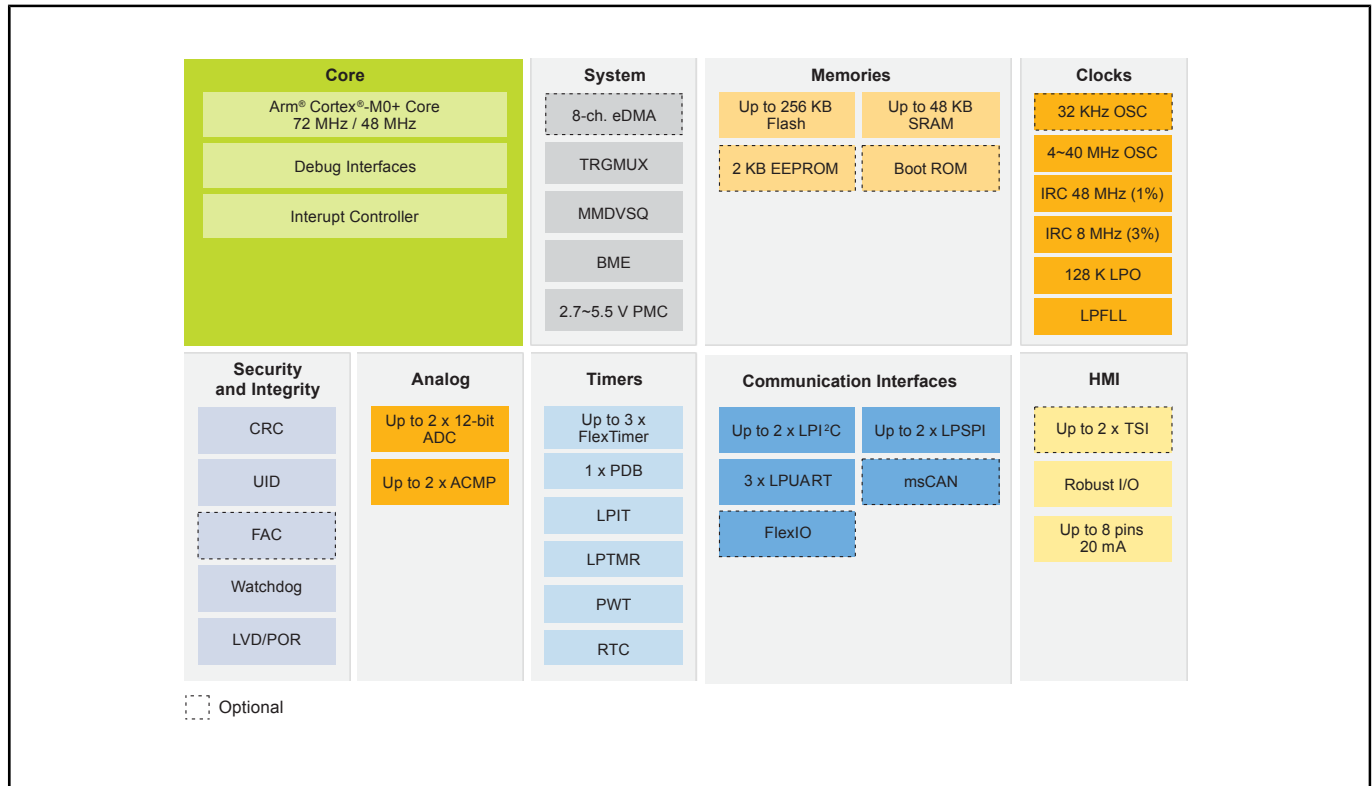 Core
Arm® Cortex®-M0+ Core
72 MHz / 48 MHz
Debug Interfaces
Interupt Controller
System
8-ch. eDMA
TRGMUX
MMDVSQ
BME
2.7~5.5 V PMC
Memories
Up to 256 KB
Flash
Up to 48 KB
SRAM
2 KB EEPROM
Boot ROM
Clocks
32 KHz OSC
4~40 MHz OSC
IRC 48 MHz (1%)
IRC 8 MHz (3%)
128 K LPO
LPFLL
Security
and Integrity
CRC
UID
FAC
Watchdog
LVD/POR
Analog
Up to 2 x 12-bit
ADC
Up to 2 x ACMP
Timers
Up to 3 x
FlexTimer
1 x PDB
LPIT
LPTMR
PWT
RTC
Communication Interfaces
Up to 2 x LPI²C
Up to 2 x LPSPI
3 x LPUART
msCAN
FlexIO
HMI
Up to 2 x TSI
Robust I/O
Up to 8 pins
20 mA
Optional